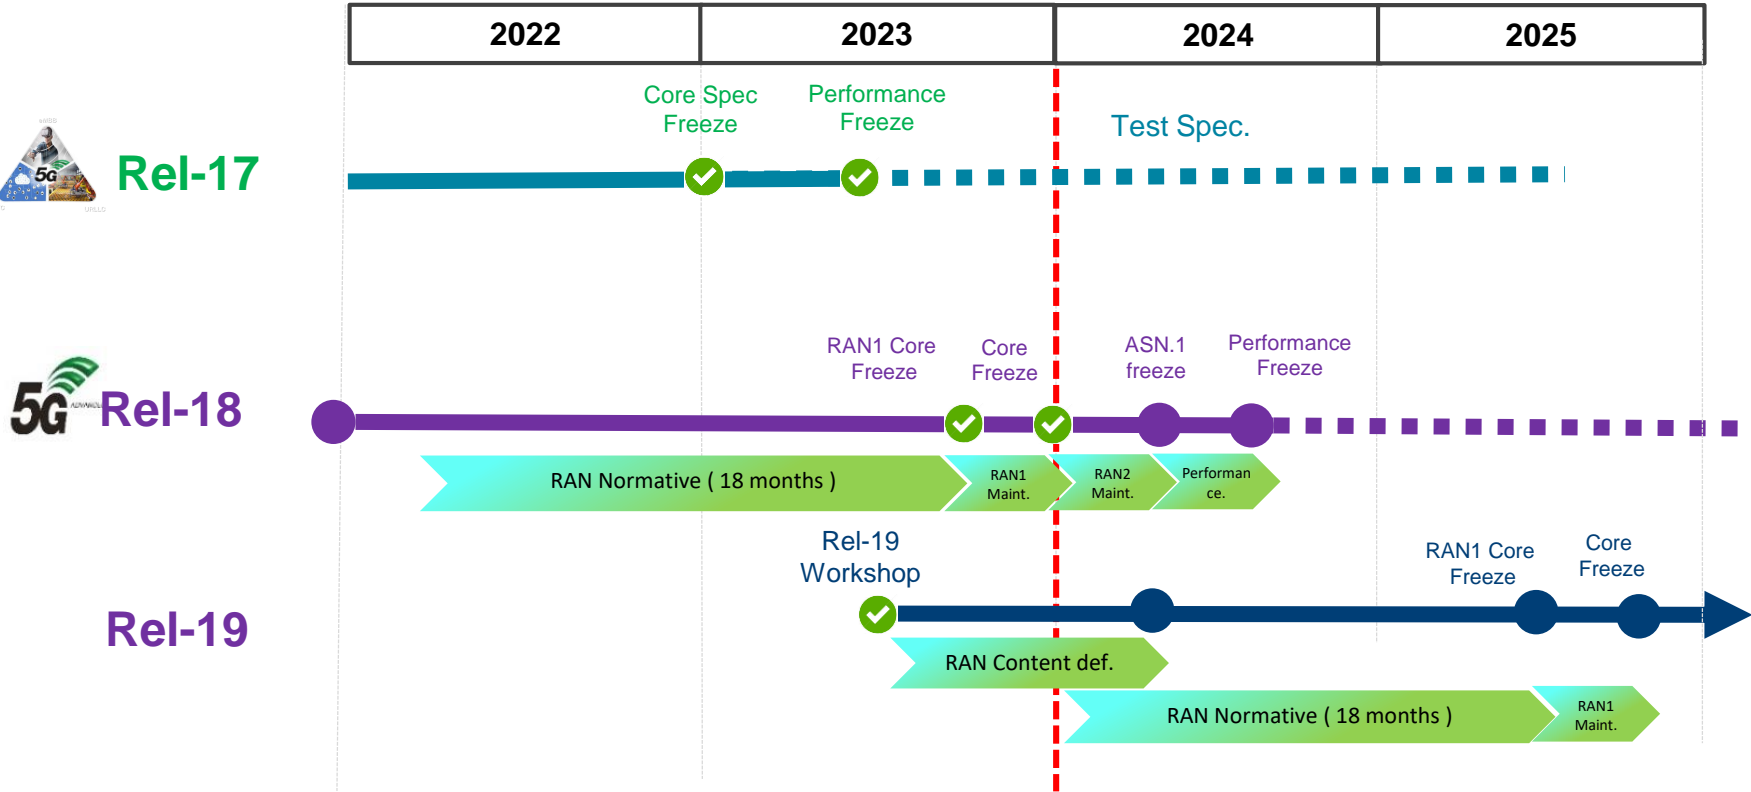 2022
2023
2024
2025
Core Spec
Freeze
Performance
Freeze
Test Spec.
5G
Rel-17
RAN1 Core
Freeze
Core
Freeze
ASN.1
freeze
Performance
Freeze
5G
Rel-18
RAN Normative ( 18 months )
RAN1
Maint.
RAN2
Maint.
Performan
ce.
Rel-19
Workshop
RAN1 Core
Freeze
Core
Freeze
Rel-19
RAN Content def.
RAN Normative ( 18 months )
RAN1
Maint.